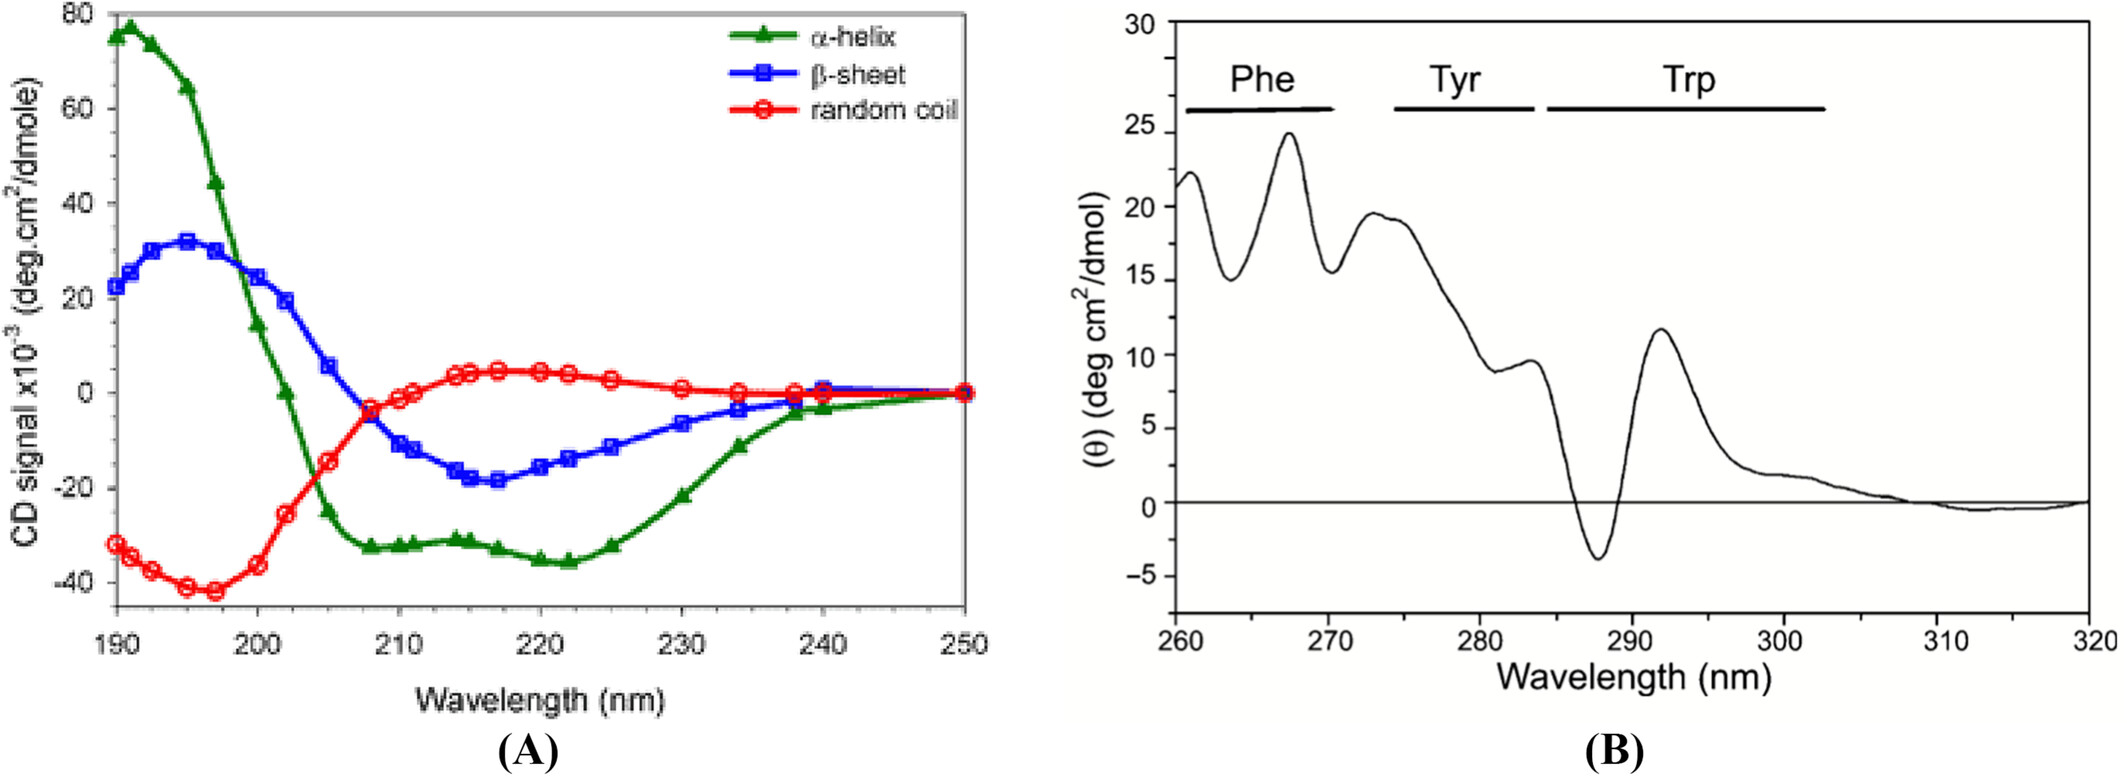 80
60
40
20
0
-20
-40
CD signal x10-3 (deg.cm2/dmole)
α-helix
β-sheet
random coil
190 200 210 220 230 240 250
Wavelength (nm)
(A)
30
25
20
15
10
5
0
−5
(θ) (deg cm2/dmol)
Phe Tyr Trp
260 270 280 290 300 310 320
Wavelength (nm)
(B)